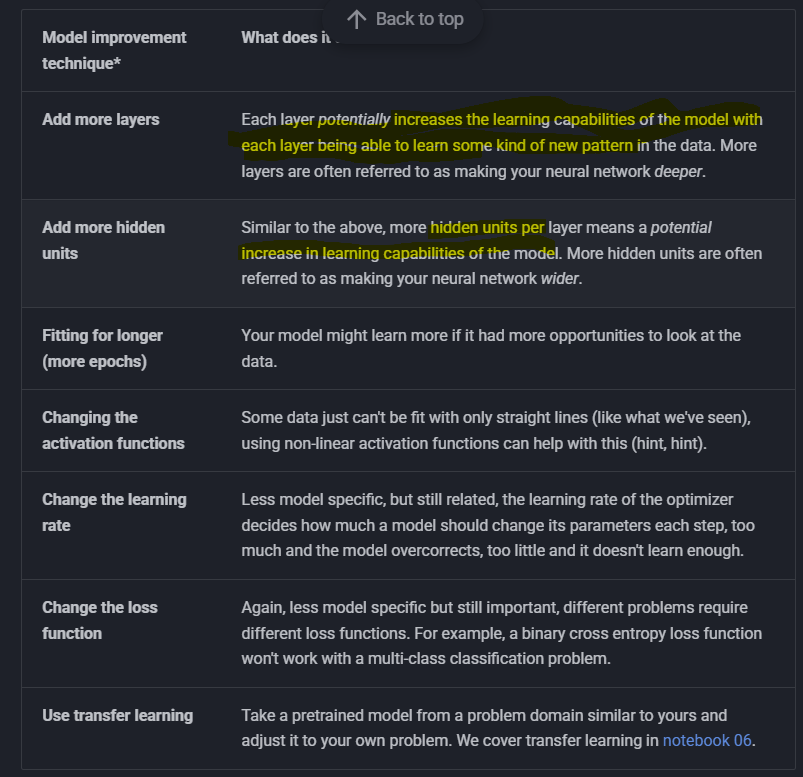 Back to top
Model improvement What does it
technique*
Add more layers Each layer potentially increases the learning capabilities of the model with
each layer being able to learn some kind of new pattern in the data. More
layers are often referred to as making your neural network deeper.
Add more hidden Similar to the above, more hidden units per layer means a potential
units increase in learning capabilities of the model. More hidden units are often
referred to as making your neural network wider.
Fitting for longer Your model might learn more if it had more opportunities to look at the
(more epochs) data.
Changing the Some data just can't be fit with only straight lines (like what we've seen),
activation functions using non-linear activation functions can help with this (hint, hint).
Change the learning Less model specific, but still related, the learning rate of the optimizer
rate decides how much a model should change its parameters each step, too
much and the model overcorrects, too little and it doesn't learn enough.
Change the loss Again, less model specific but still important, different problems require
function different loss functions. For example, a binary cross entropy loss function
won't work with a multi-class classification problem.
Use transfer learning Take a pretrained model from a problem domain similar to yours and
adjust it to your own problem. We cover transfer learning in notebook 06.